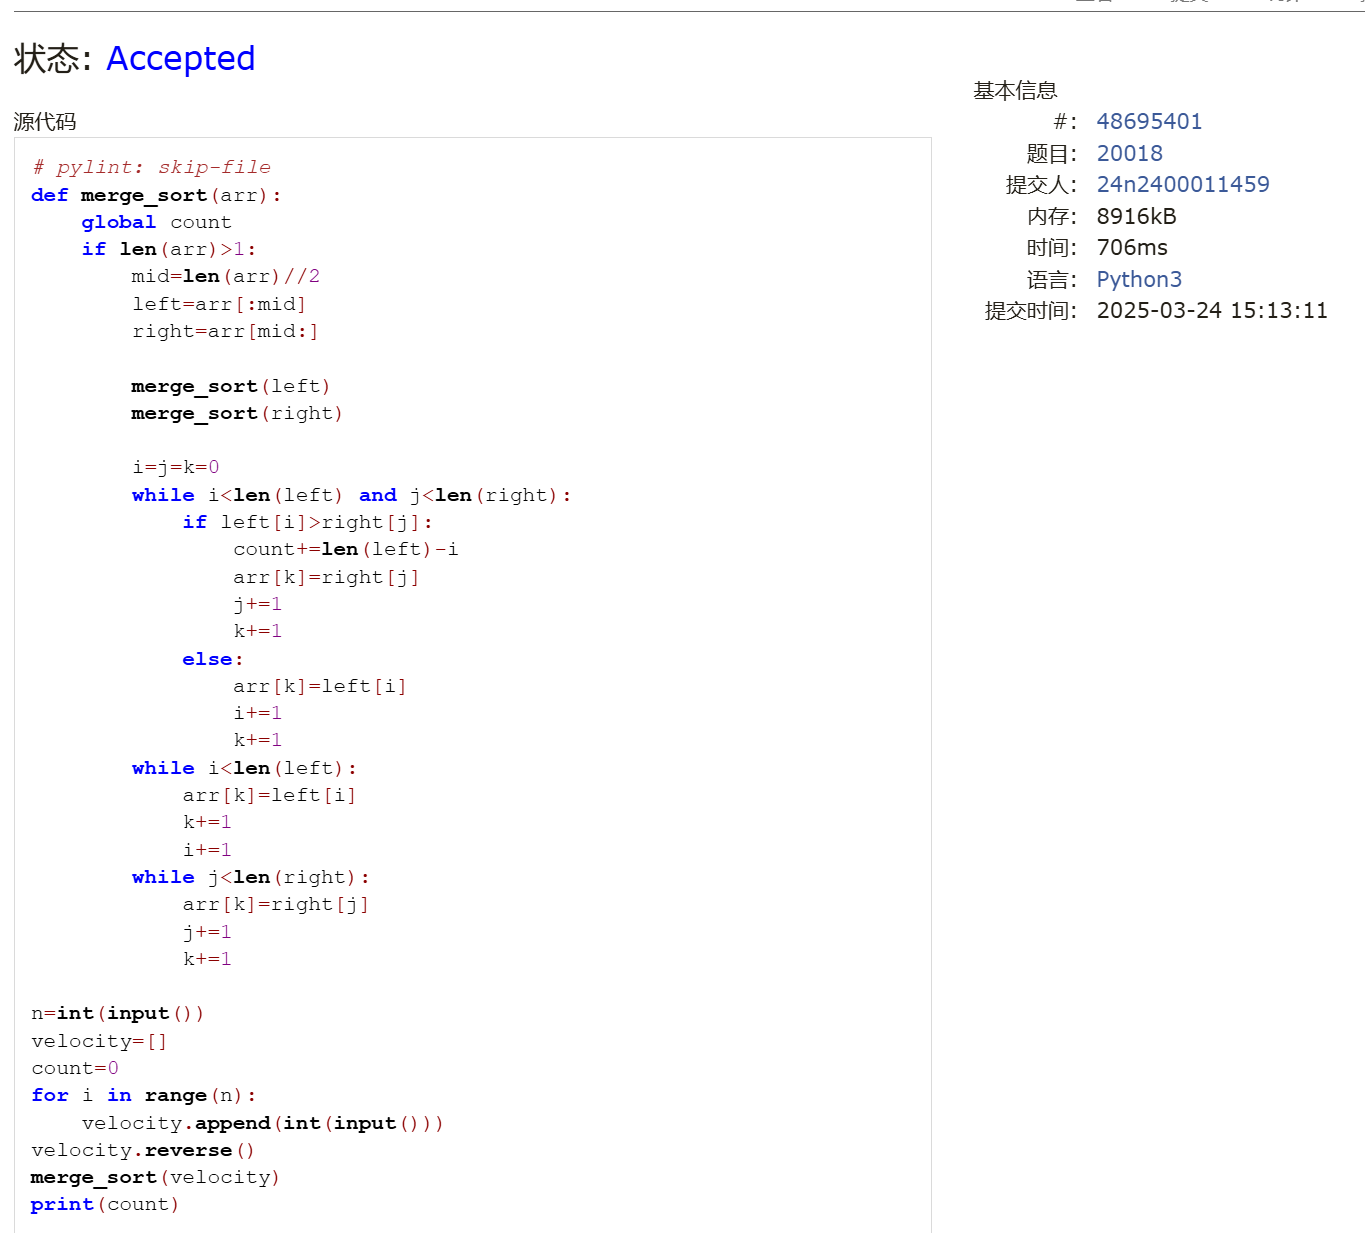 状态: Accepted
源代码
# pylint: skip-file
def merge_sort(arr):
    global count
    if len(arr)>1:
        mid=len(arr)//2
        left=arr[:mid]
        right=arr[mid:]

        merge_sort(left)
        merge_sort(right)

        i=j=k=0
        while i<len(left) and j<len(right):
            if left[i]>right[j]:
                count+=len(left)-i
                arr[k]=right[j]
                j+=1
                k+=1
            else:
                arr[k]=left[i]
                i+=1
                k+=1
        while i<len(left):
            arr[k]=left[i]
            k+=1
            i+=1
        while j<len(right):
            arr[k]=right[j]
            j+=1
            k+=1

n=int(input())
velocity=[]
count=0
for i in range(n):
    velocity.append(int(input()))
velocity.reverse()
merge_sort(velocity)
print(count)
基本信息
#: 48695401
题目: 20018
提交人: 24n2400011459
内存: 8916kB
时间: 706ms
语言: Python3
提交时间: 2025-03-24 15:13:11